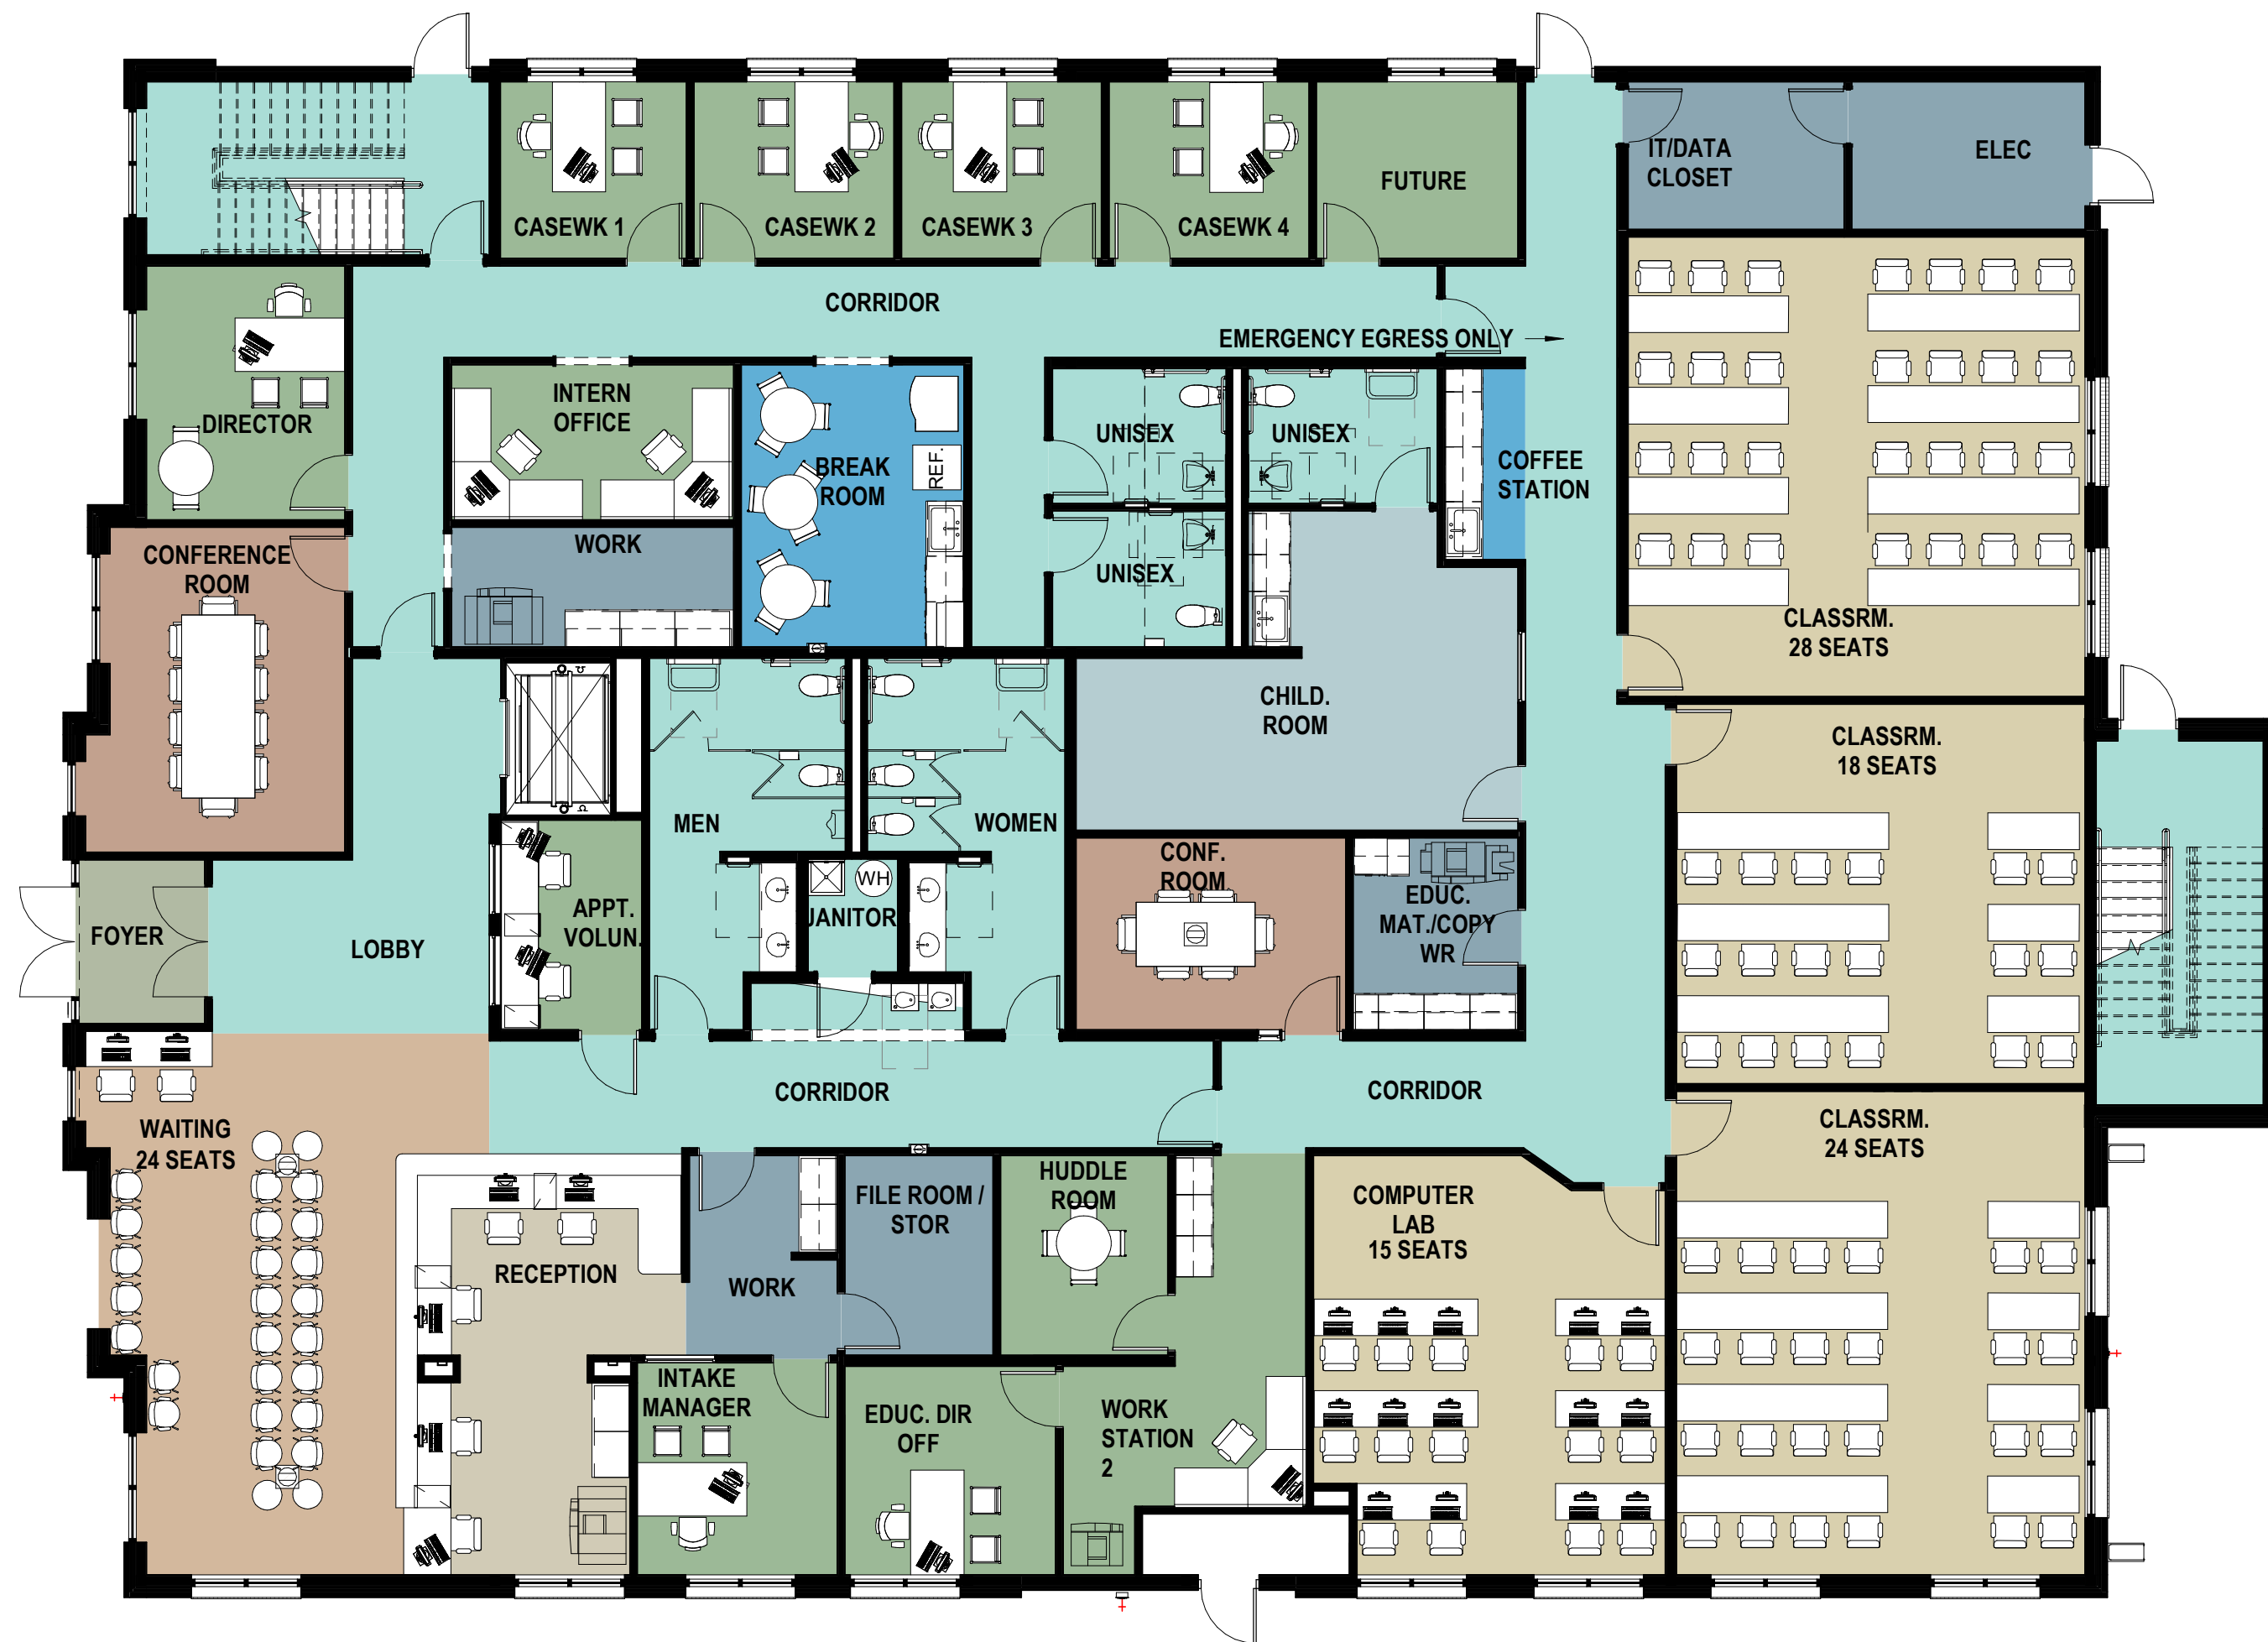 CASEWK 1
CASEWK 2
CASEWK 3
CASEWK 4
FUTURE
IT/DATA
CLOSET
ELEC
CORRIDOR
EMERGENCY EGRESS ONLY
DIRECTOR
INTERN
OFFICE
BREAK
ROOM
REF.
UNISEX
UNISEX
COFFEE
STATION
CONFERENCE
ROOM
WORK
UNISEX
CLASSRM.
28 SEATS
CHILD.
ROOM
CLASSRM.
18 SEATS
MEN
WOMEN
CONF.
ROOM
EDUC.
MAT./COPY
WR
WH
JANITOR
APPT.
VOLUN.
FOYER
LOBBY
CORRIDOR
CORRIDOR
WAITING
24 SEATS
CLASSRM.
24 SEATS
HUDDLE
ROOM
FILE ROOM /
STOR
COMPUTER
LAB
15 SEATS
RECEPTION
WORK
INTAKE
MANAGER
EDUC. DIR
OFF
WORK
STATION
2